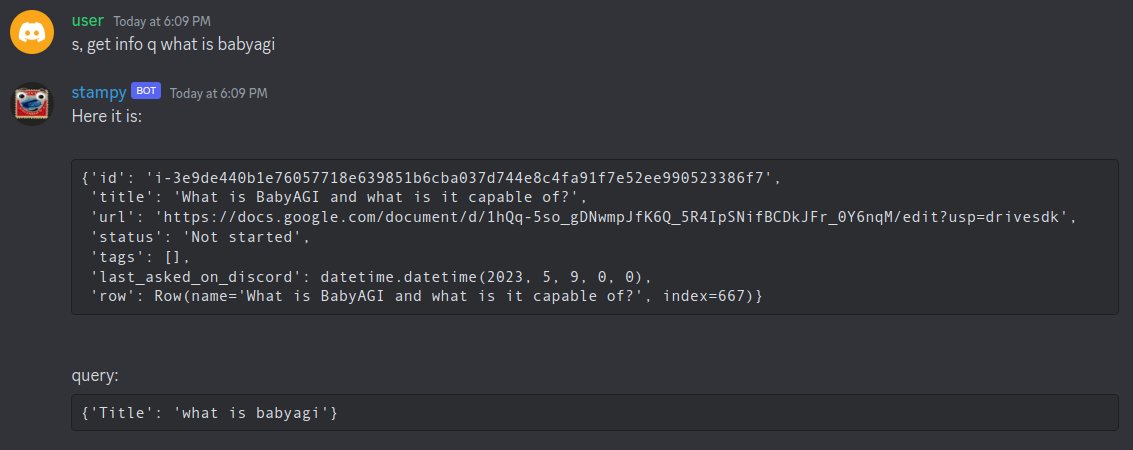 user Today at 6:09 PM
s, get info q what is babyagi
stampy BOT Today at 6:09 PM
Here it is:
{'id': 'i-3e9de440b1e76057718e639851b6cba037d744e8c4fa91f7e52ee990523386f7',
 'title': 'What is BabyAGI and what is it capable of?',
 'url': 'https://docs.google.com/document/d/1hQq-5so_gDNwmpJfK6Q_5R4IpSNifBCDkJFr_0Y6nqM/edit?usp=drivesdk',
 'status': 'Not started',
 'tags': [],
 'last_asked_on_discord': datetime.datetime(2023, 5, 9, 0, 0),
 'row': Row(name='What is BabyAGI and what is it capable of?', index=667)}
query:
{'Title': 'what is babyagi'}